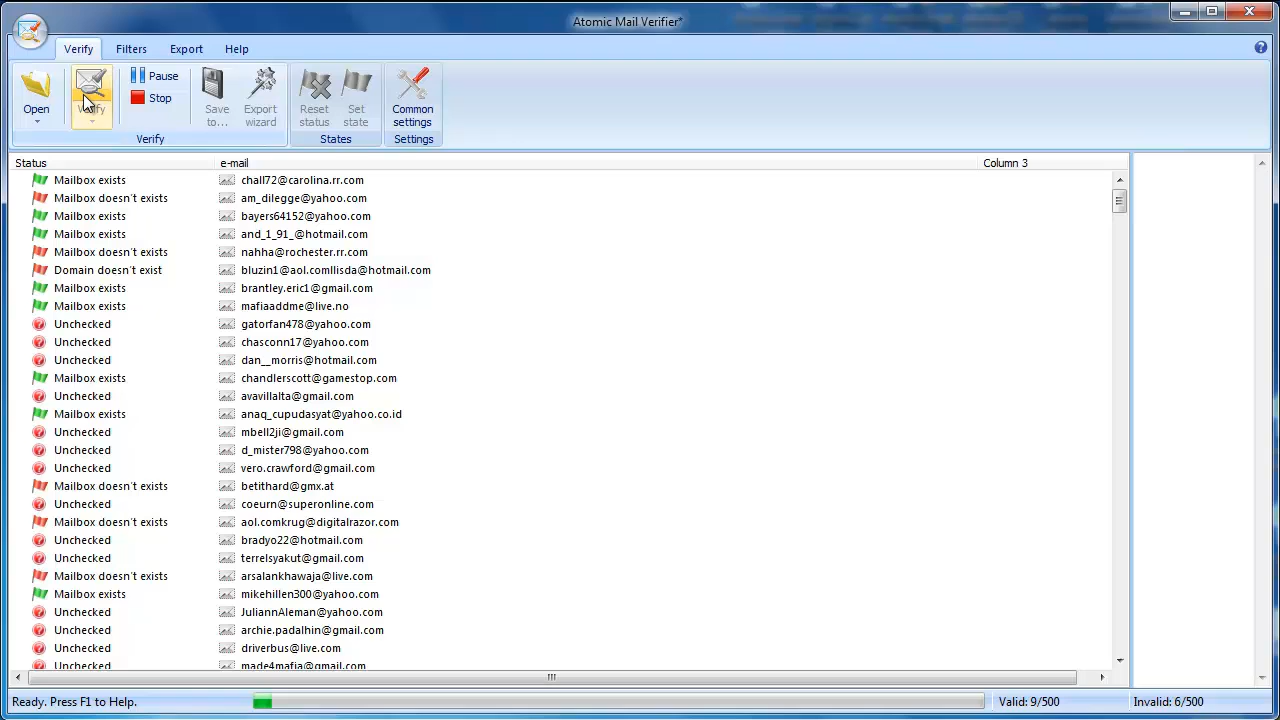 Atomic Mail Verifier*
Verify Filters Export Help
Open
Verify
Pause
Stop
Save to...
Export wizard
Reset status
Set state
Common settings
Verify States Settings
Status e-mail Column 3
Mailbox exists chall72@carolina.rr.com
Mailbox doesn't exists am_dilegge@yahoo.com
Mailbox exists bayers64152@yahoo.com
Mailbox exists and_1_91_@hotmail.com
Mailbox doesn't exists nahha@rochester.rr.com
Domain doesn't exist bluzin1@aol.comllisda@hotmail.com
Mailbox exists brantley.eric1@gmail.com
Mailbox exists mafiaaddme@live.no
Unchecked gatorfan478@yahoo.com
Unchecked chasconn17@yahoo.com
Unchecked dan__morris@hotmail.com
Mailbox exists chandlerscott@gamestop.com
Unchecked avavillalta@gmail.com
Mailbox exists anaq_cupudasyat@yahoo.co.id
Unchecked mbell2ji@gmail.com
Unchecked d_mister798@yahoo.com
Unchecked vero.crawford@gmail.com
Mailbox doesn't exists betithard@gmx.at
Unchecked coeurn@superonline.com
Mailbox doesn't exists aol.comkrug@digitalrazor.com
Unchecked bradyo22@hotmail.com
Unchecked terrelsyakut@gmail.com
Mailbox doesn't exists arsalankhawaja@live.com
Mailbox exists mikehillen300@yahoo.com
Unchecked JuliannAleman@yahoo.com
Unchecked archie.padalhin@gmail.com
Unchecked driverbus@live.com
Unchecked made4mafia@gmail.com
Ready. Press F1 to Help. Valid: 9/500 Invalid: 6/500